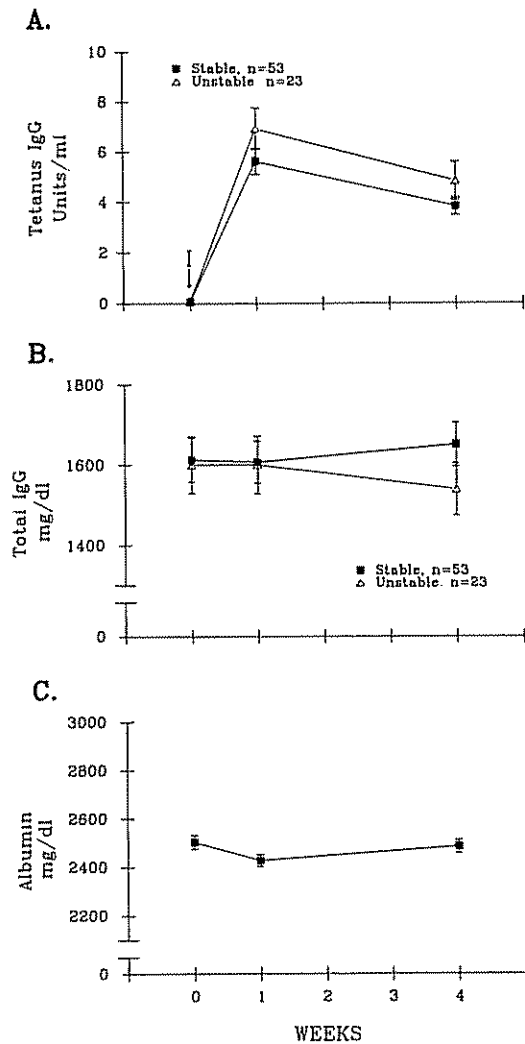 A.
10
8
6
4
2
0
Tetanus IgG
Units/ml
Stable, n=53
Unstable n=23
B.
1800
1600
1400
0
Total IgG
mg/dl
Stable, n=53
Unstable. n=23
C.
3000
2800
2600
2400
2200
0
Albumin
mg/dl
0 1 2 3 4
WEEKS